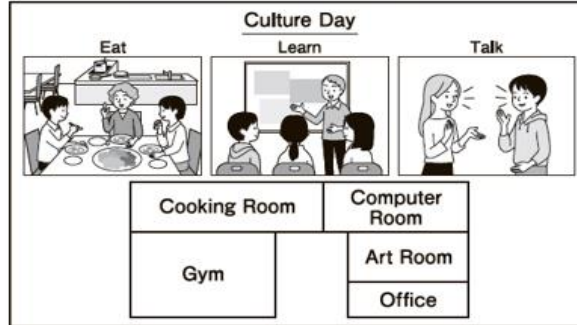 Culture Day
Eat
Learn
Talk
Cooking Room
Computer
Room
Gym
Art Room
Office